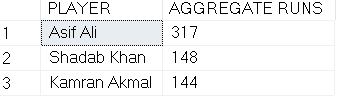 PLAYER AGGREGATE RUNS
1 Asif Ali 317
2 Shadab Khan 148
3 Kamran Akmal 144